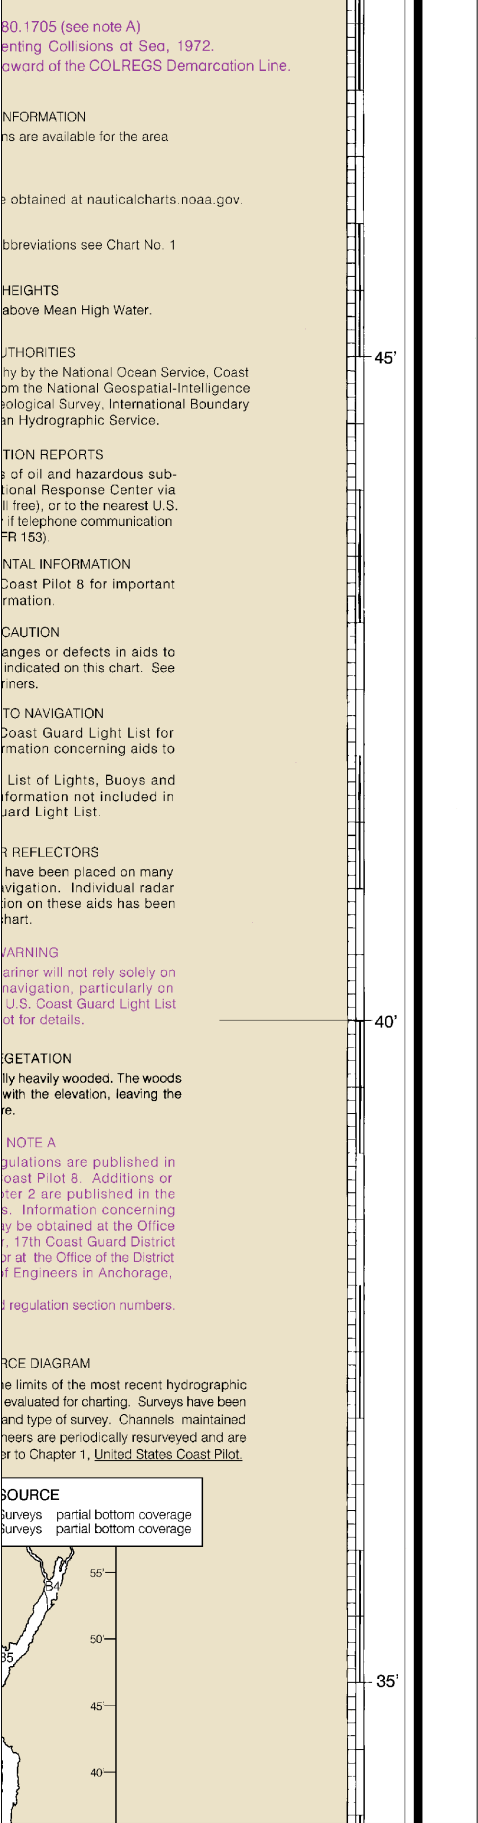 80.1705 (see note A)
enting Collisions at Sea, 1972.
award of the COLREGS Demarcation Line.
NFORMATION
ns are available for the area
e obtained at nauticalcharts.noaa.gov.
bbreviations see Chart No. 1
HEIGHTS
above Mean High Water.
UTHORITIES
hy by the National Ocean Service, Coast
om the National Geospatial-Intelligence
eological Survey, International Boundary
an Hydrographic Service.
45'
TION REPORTS
s of oil and hazardous sub-
tional Response Center via
ll free), or to the nearest U.S.
if telephone communication
FR 153).
NTAL INFORMATION
Coast Pilot 8 for important
rmation.
CAUTION
anges or defects in aids to
indicated on this chart. See
riners.
TO NAVIGATION
Coast Guard Light List for
rmation concerning aids to
List of Lights, Buoys and
nformation not included in
uard Light List.
R REFLECTORS
have been placed on many
avigation. Individual radar
tion on these aids has been
chart.
WARNING
ariner will not rely solely on
navigation, particularly on
U.S. Coast Guard Light List
ot for details.
40'
EGETATION
lly heavily wooded. The woods
with the elevation, leaving the
re.
NOTE A
gulations are published in
Coast Pilot 8. Additions or
pter 2 are published in the
s. Information concerning
ay be obtained at the Office
r, 17th Coast Guard District
or at the Office of the District
of Engineers in Anchorage,
d regulation section numbers.
RCE DIAGRAM
he limits of the most recent hydrographic
evaluated for charting. Surveys have been
and type of survey. Channels maintained
neers are periodically resurveyed and are
er to Chapter 1, United States Coast Pilot.
SOURCE
Surveys partial bottom coverage
Surveys partial bottom coverage
55'
B4
50'
35'
45'
40'